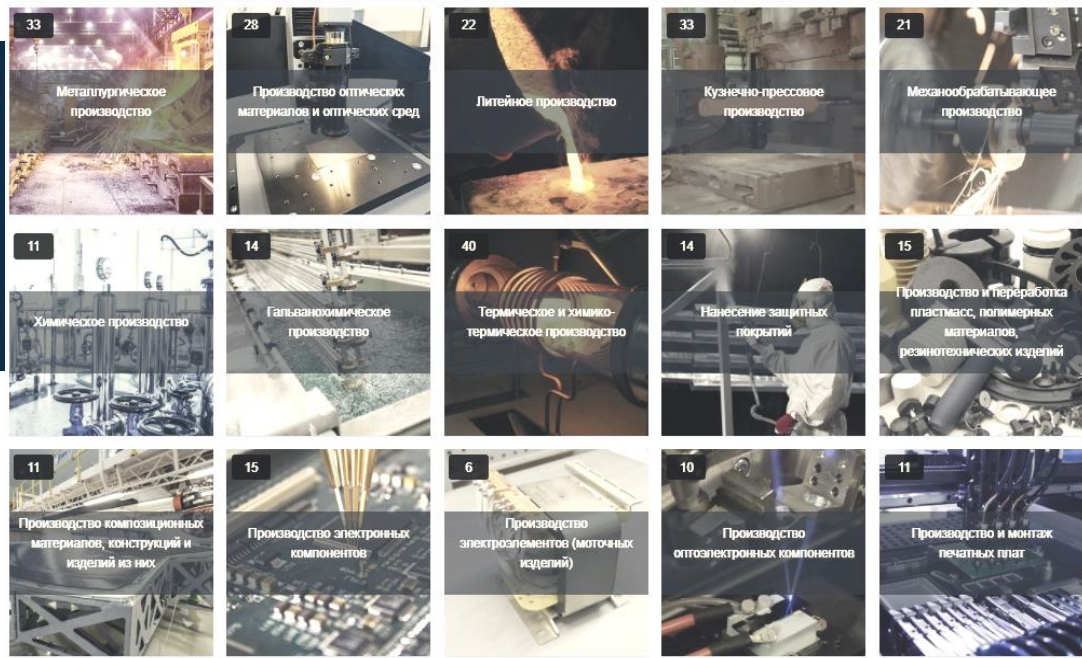 33
Металлургическое
производство
28
Производство оптических
материалов и оптических сред
22
Литейное производство
33
Кузнечно-прессовое
производство
21
Механообрабатывающее
производство
11
Химическое производство
14
Гальванохимическое
производство
40
Термическое и химико-
термическое производство
14
Нанесение защитных
покрытий
15
Производство и переработка
пластмасс, полимерных
материалов,
резинотехнических изделий
11
Производство композиционных
материалов, конструкций и
изделий из них
15
Производство электронных
компонентов
6
Производство
электроэлементов (моточных
изделий)
10
Производство
оптоэлектронных компонентов
11
Производство и монтаж
печатных плат